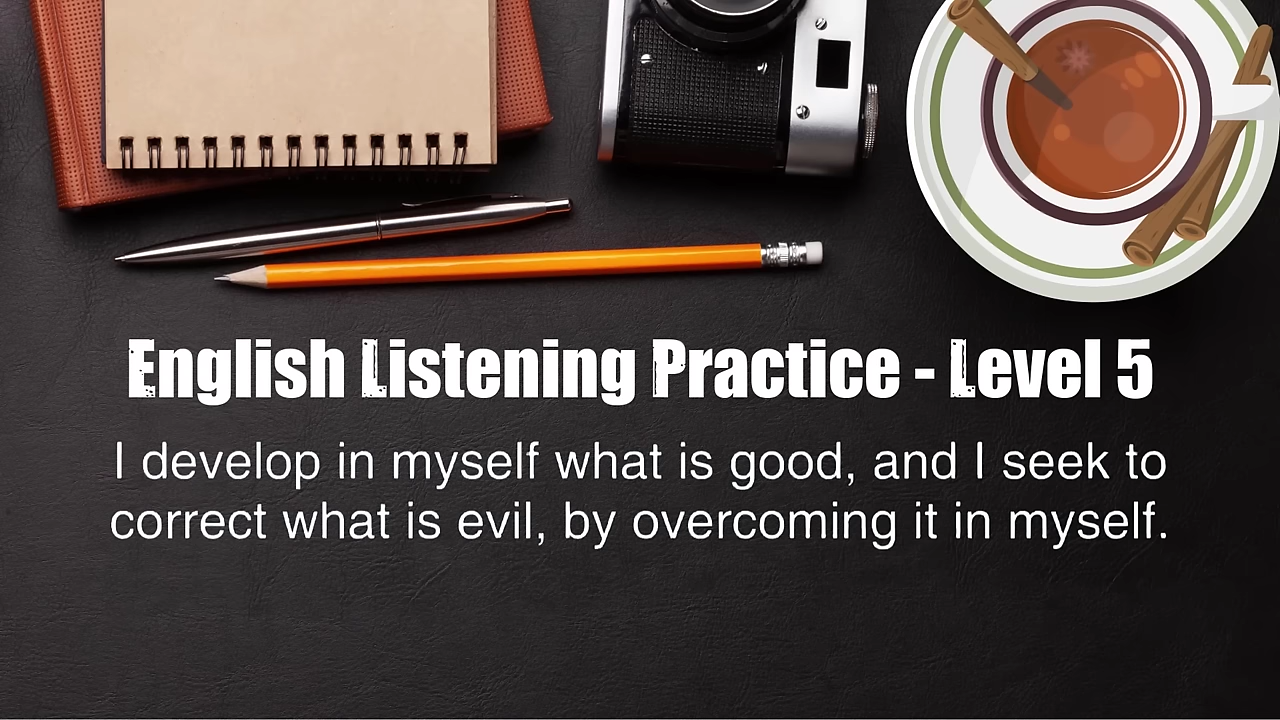 English Listening Practice - Level 5
I develop in myself what is good, and I seek to
correct what is evil, by overcoming it in myself.